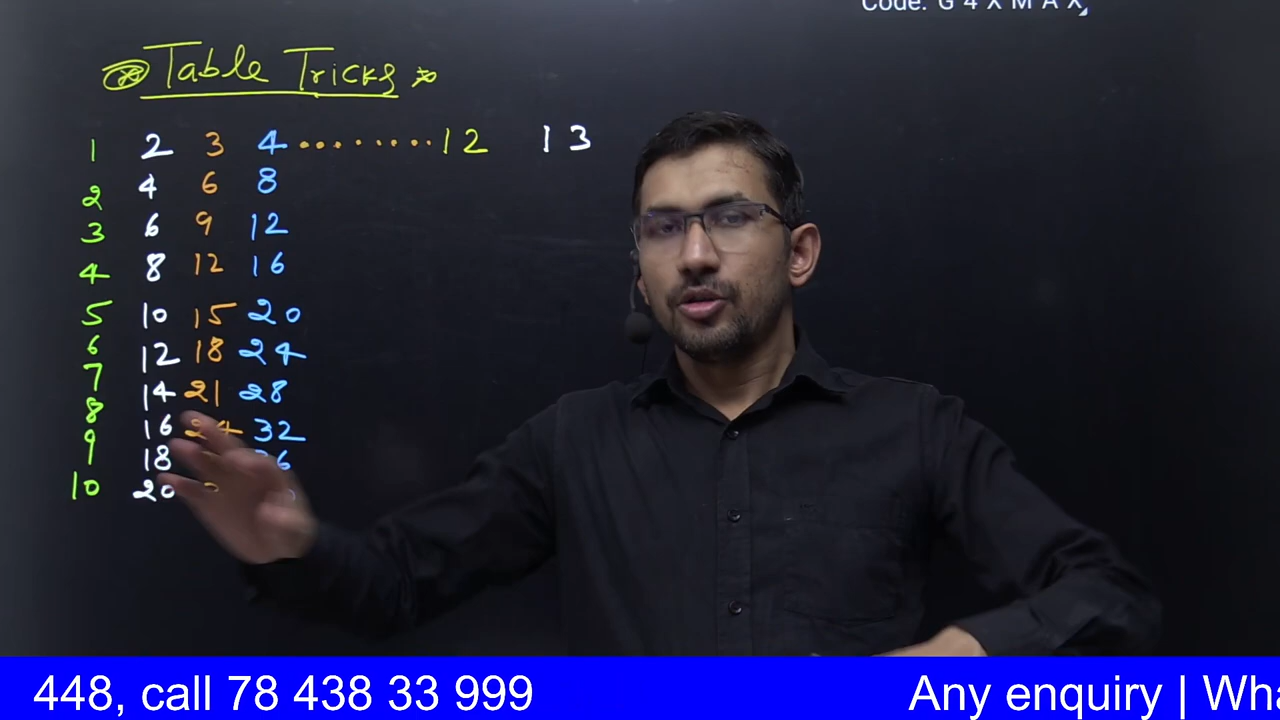 Code: G 4 X M A X
Table Tricks
1 2 3 4 ......... 12 13
2 4 6 8
3 6 9 12
4 8 12 16
5 10 15 20
6 12 18 24
7 14 21 28
8 16 24 32
9 18 36
10 20
448, call 78 438 33 999 Any enquiry | Wha